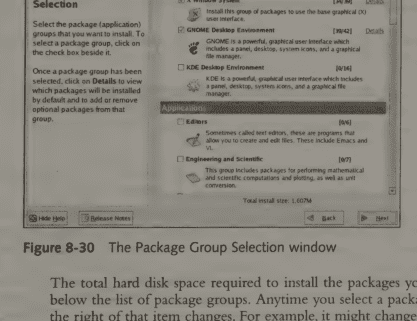 Selection
Select the package (application)
groups that you want to install. To
select a package group, click on
the check box beside it.
Once a package group has been
selected, click on Details to view
which packages will be installed
by default and to add or remove
optional packages from that
group.
X Window System [34/38] Details
Install this group of packages to use the base graphical (X)
user interface.
GNOME Desktop Environment [38/42] Details
GNOME is a powerful, graphical user interface which
includes a panel, desktop, system icons, and a graphical
file manager.
KDE Desktop Environment [0/16]
KDE is a powerful, graphical user interface which includes
a panel, desktop, system icons, and a graphical file
manager.
Applications
Editors [0/6]
Sometimes called text editors, these are programs that
allow you to create and edit files. These include Emacs and
Vi.
Engineering and Scientific [0/7]
This group includes packages for performing mathematical
and scientific computations and plotting, as well as unit
conversion.
Total install size: 1,807M
Hide Help Release Notes Back Next
Figure 8-30 The Package Group Selection window
The total hard disk space required to install the packages yo
below the list of package groups. Anytime you select a packa
the right of that item changes. For example, it might change